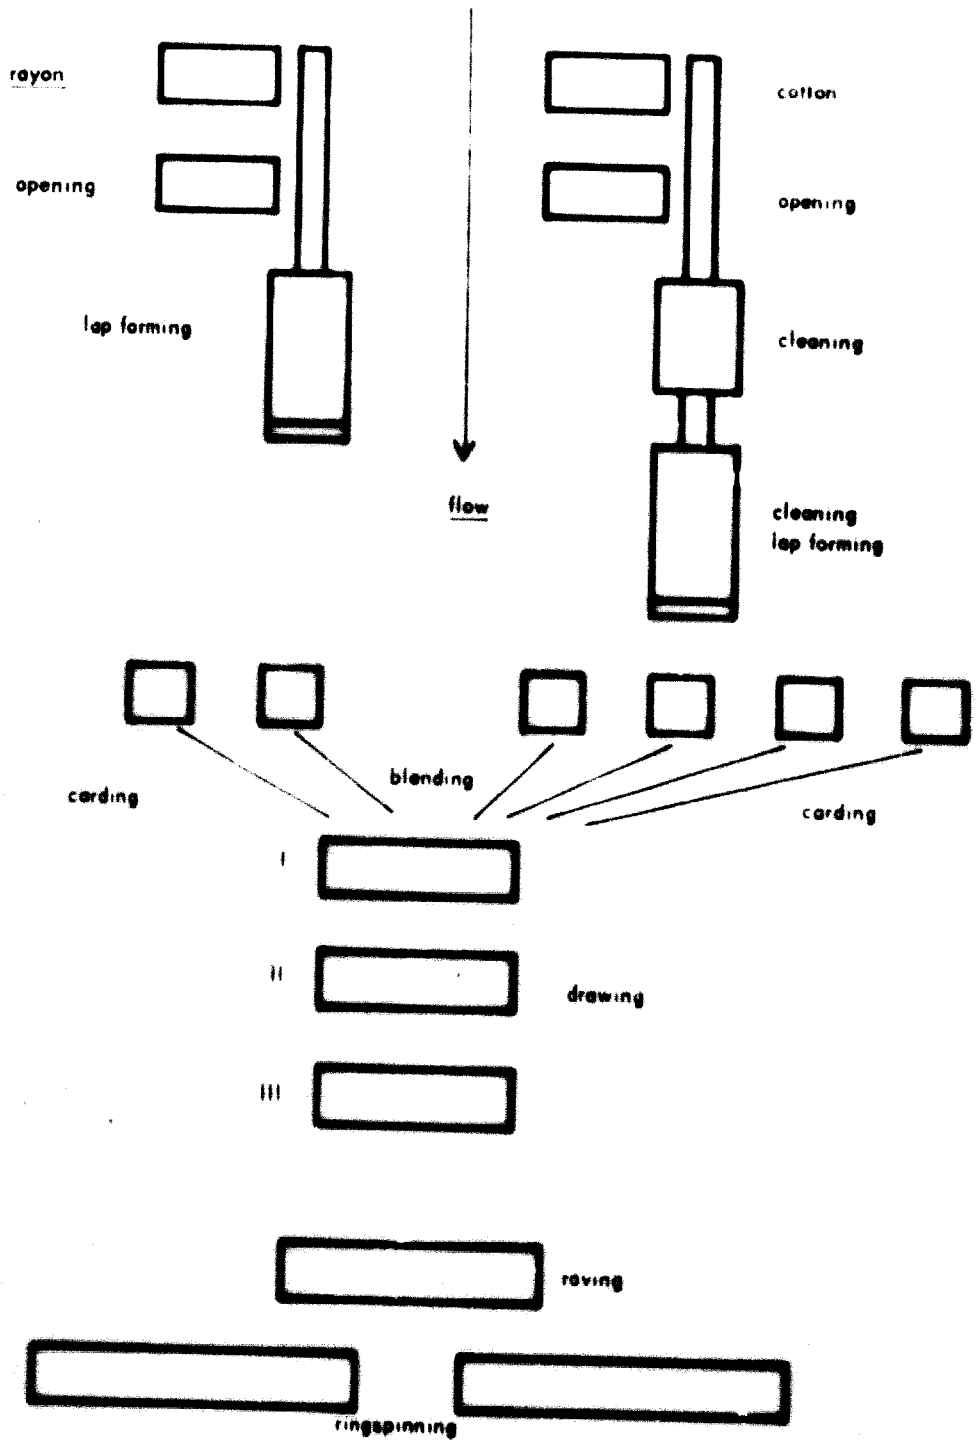 rayon
cotton
opening
opening
lap forming
cleaning
flow
cleaning
lap forming
blending
carding
carding
I
II
drawing
III
roving
ringspinning